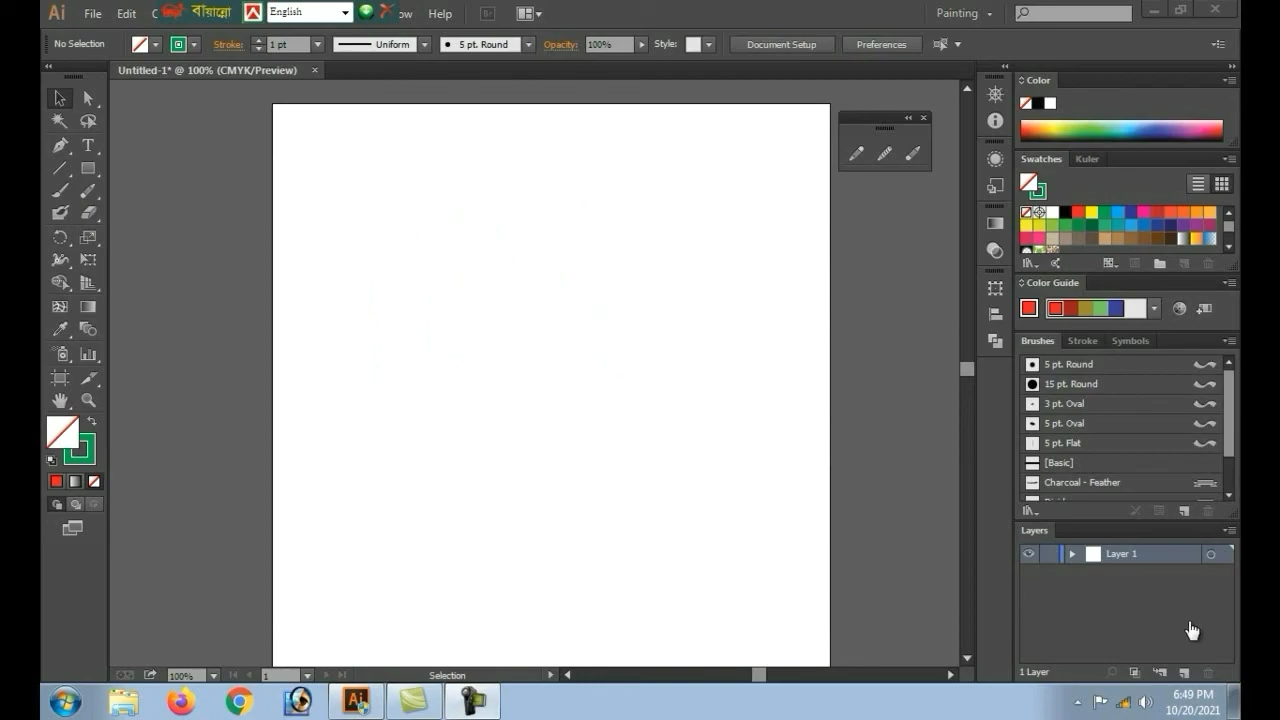 Ai File Edit বায়ান্নো English Help Br Painting
No Selection Stroke: 1 pt Uniform 5 pt. Round Opacity: 100% Style: Document Setup Preferences
Untitled-1* @ 100% (CMYK/Preview)
Color
Swatches Kuler
Color Guide
Brushes Stroke Symbols
5 pt. Round
15 pt. Round
3 pt. Oval
5 pt. Oval
5 pt. Flat
[Basic]
Charcoal - Feather
Layers
Layer 1
1 Layer
100% 1 Selection
6:49 PM
10/20/2021